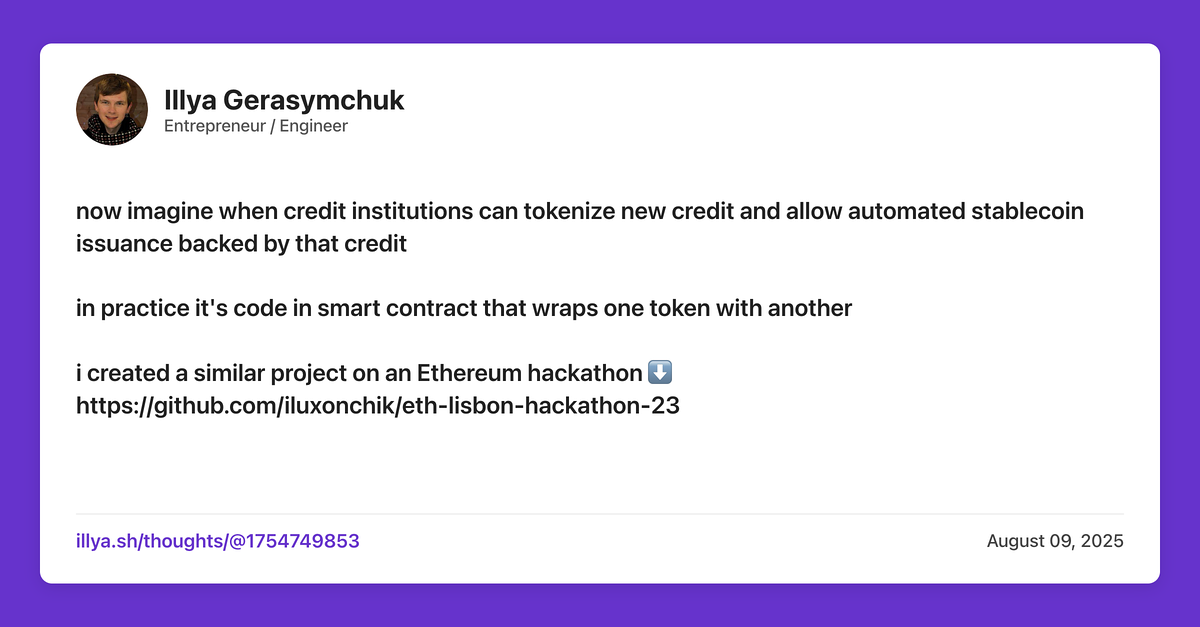 Illya Gerasymchuk
Entrepreneur / Engineer
now imagine when credit institutions can tokenize new credit and allow automated stablecoin
issuance backed by that credit
in practice it's code in smart contract that wraps one token with another
i created a similar project on an Ethereum hackathon ⬇️
https://github.com/iluxonchik/eth-lisbon-hackathon-23
illya.sh/thoughts/@1754749853
August 09, 2025